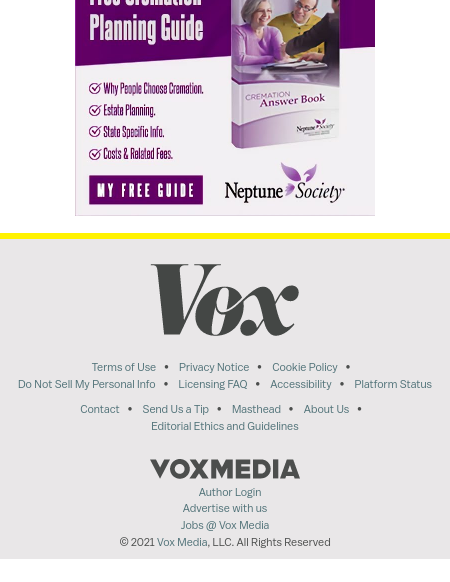 Free Cremation
Planning Guide
Why People Choose Cremation.
Estate Planning.
State Specific Info.
Costs & Related Fees.
MY FREE GUIDE
CREMATION
Answer Book
Neptune Society
Neptune Society
Vox
Terms of Use • Privacy Notice • Cookie Policy •
Do Not Sell My Personal Info • Licensing FAQ • Accessibility • Platform Status
Contact • Send Us a Tip • Masthead • About Us •
Editorial Ethics and Guidelines
VOXMEDIA
Author Login
Advertise with us
Jobs @ Vox Media
© 2021 Vox Media, LLC. All Rights Reserved